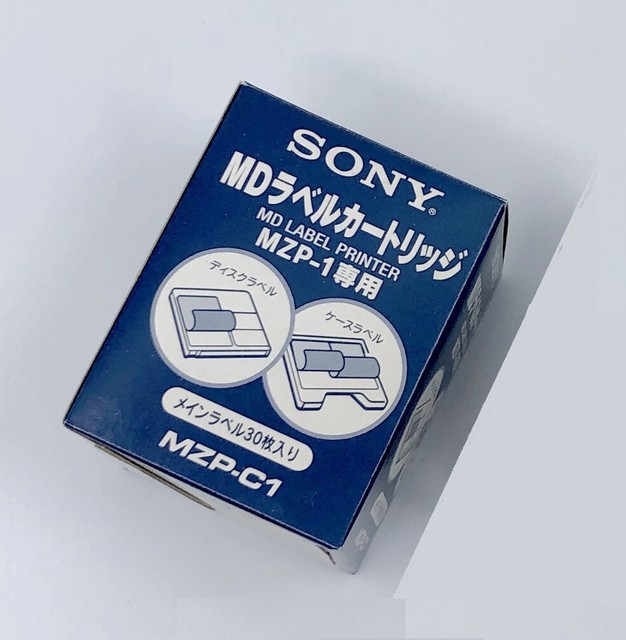 SONY®
MDラベルカートリッジ
MD LABEL PRINTER
MZP-1専用
ディスクラベル
ケースラベル
メインラベル30枚入り
MZP-C1